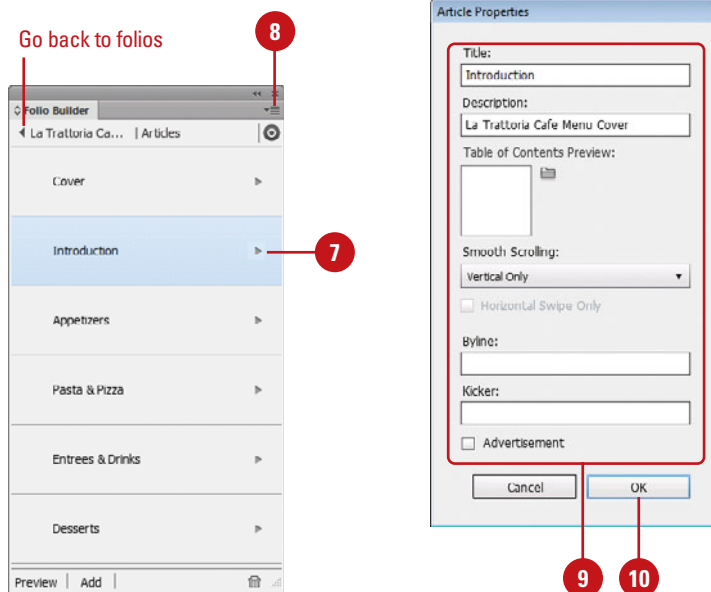 Go back to folios
8
Folio Builder
La Trattoria Ca... | Articles
Cover
Introduction
7
Appetizers
Pasta & Pizza
Entrees & Drinks
Desserts
Preview | Add |
Article Properties
Title:
Introduction
Description:
La Trattoria Cafe Menu Cover
Table of Contents Preview:
Smooth Scrolling:
Vertical Only
Horizontal Swipe Only
Byline:
Kicker:
Advertisement
Cancel OK
9 10